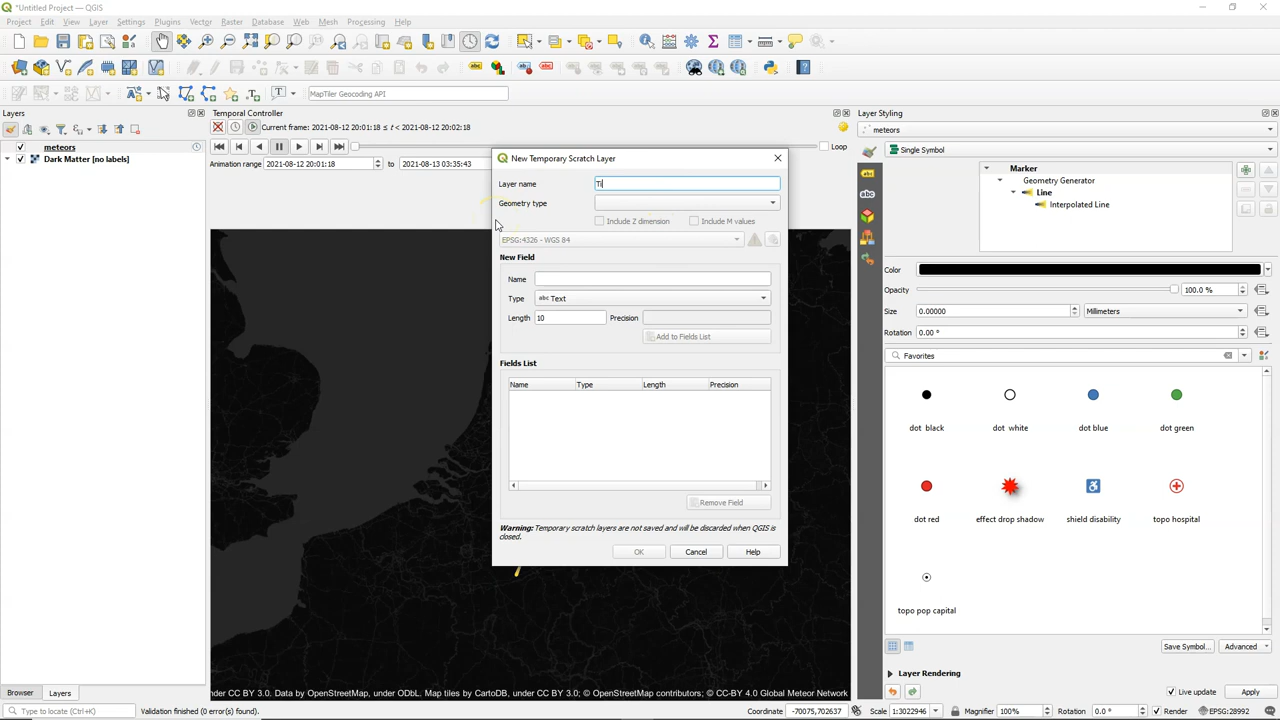 *Untitled Project — QGIS
Project Edit View Layer Settings Plugins Vector Raster Database Web Mesh Processing Help
MapTiler Geocoding API
Layers
meteors
Dark Matter [no labels]
Browser Layers
Temporal Controller
Current frame: 2021-08-12 20:01:18 ≤ t < 2021-08-12 20:02:18
Loop
Animation range 2021-08-12 20:01:18 to 2021-08-13 03:35:43
New Temporary Scratch Layer
Layer name Ti
Geometry type
Include Z dimension Include M values
EPSG:4326 - WGS 84
New Field
Name
Type abc Text
Length 10 Precision
Add to Fields List
Fields List
Name Type Length Precision
Remove Field
Warning: Temporary scratch layers are not saved and will be discarded when QGIS is
closed.
OK Cancel Help
under CC BY 3.0. Data by OpenStreetMap, under ODbL. Map tiles by CartoDB, under CC BY 3.0; © OpenStreetMap contributors; © CC-BY 4.0 Global Meteor Network
Layer Styling
meteors
Single Symbol
Marker
Geometry Generator
Line
Interpolated Line
Color
Opacity 100.0 %
Size 0.00000 Millimeters
Rotation 0.00 °
Favorites
dot black dot white dot blue dot green
dot red effect drop shadow shield disability topo hospital
topo pop capital
Save Symbol... Advanced
Layer Rendering
Live update Apply
Type to locate (Ctrl+K) Validation finished (0 error(s) found). Coordinate -70075,702637 Scale 1:3022946 Magnifier 100% Rotation 0.0 ° Render EPSG:28992